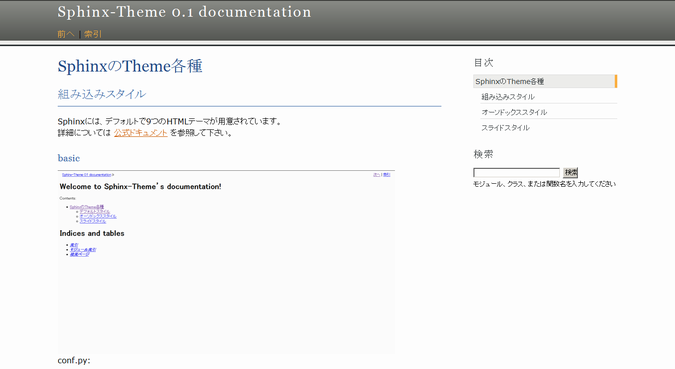 Sphinx-Theme 0.1 documentation
前へ | 索引
SphinxのTheme各種
組み込みスタイル
Sphinxには、デフォルトで9つのHTMLテーマが用意されています。
詳細については 公式ドキュメント を参照して下さい。
basic
Sphinx-Theme 0.1 documentation »
次へ | 索引
Welcome to Sphinx-Theme's documentation!
Contents:
SphinxのTheme各種
デフォルトスタイル
オーソドックススタイル
スライドスタイル
Indices and tables
索引
モジュール索引
検索ページ
conf.py:
目次
SphinxのTheme各種
組み込みスタイル
オーソドックススタイル
スライドスタイル
検索
検索
モジュール、クラス、または関数名を入力してください